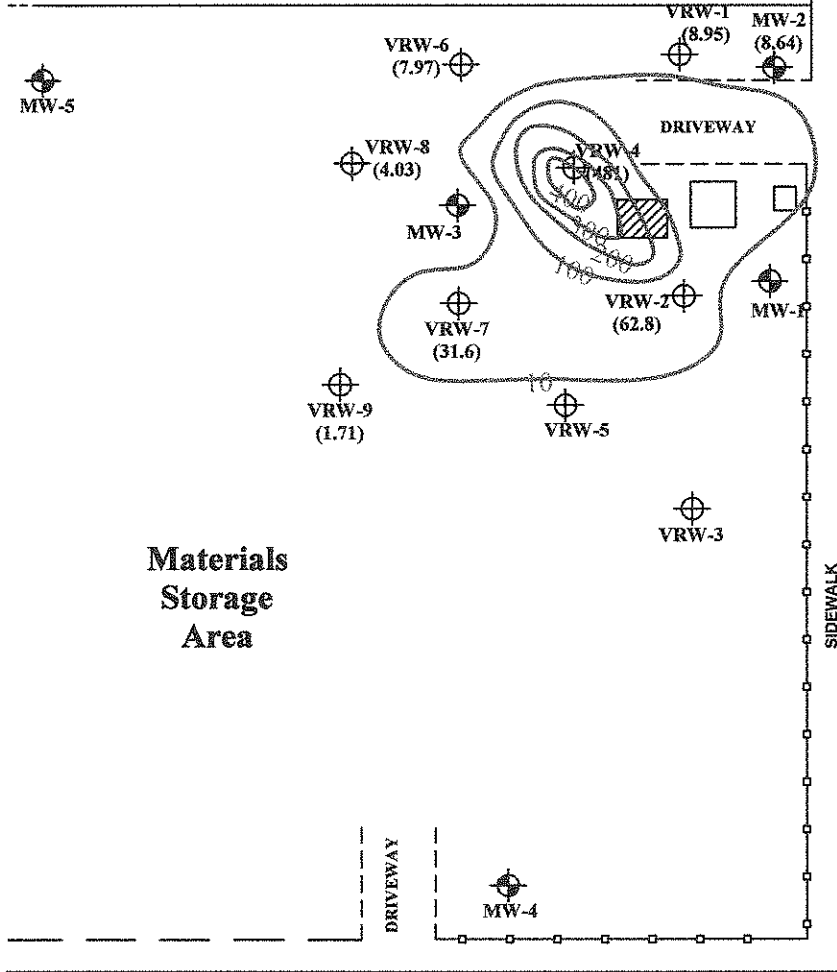 VRW-1
(8.95)
MW-2
(8.64)
VRW-6
(7.97)
MW-5
DRIVEWAY
VRW-8
(4.03)
VRW-4
(481)
MW-3
400
300
200
100
VRW-2
(62.8)
MW-1
VRW-7
(31.6)
10
VRW-9
(1.71)
VRW-5
VRW-3
Materials
Storage
Area
SIDEWALK
DRIVEWAY
MW-4